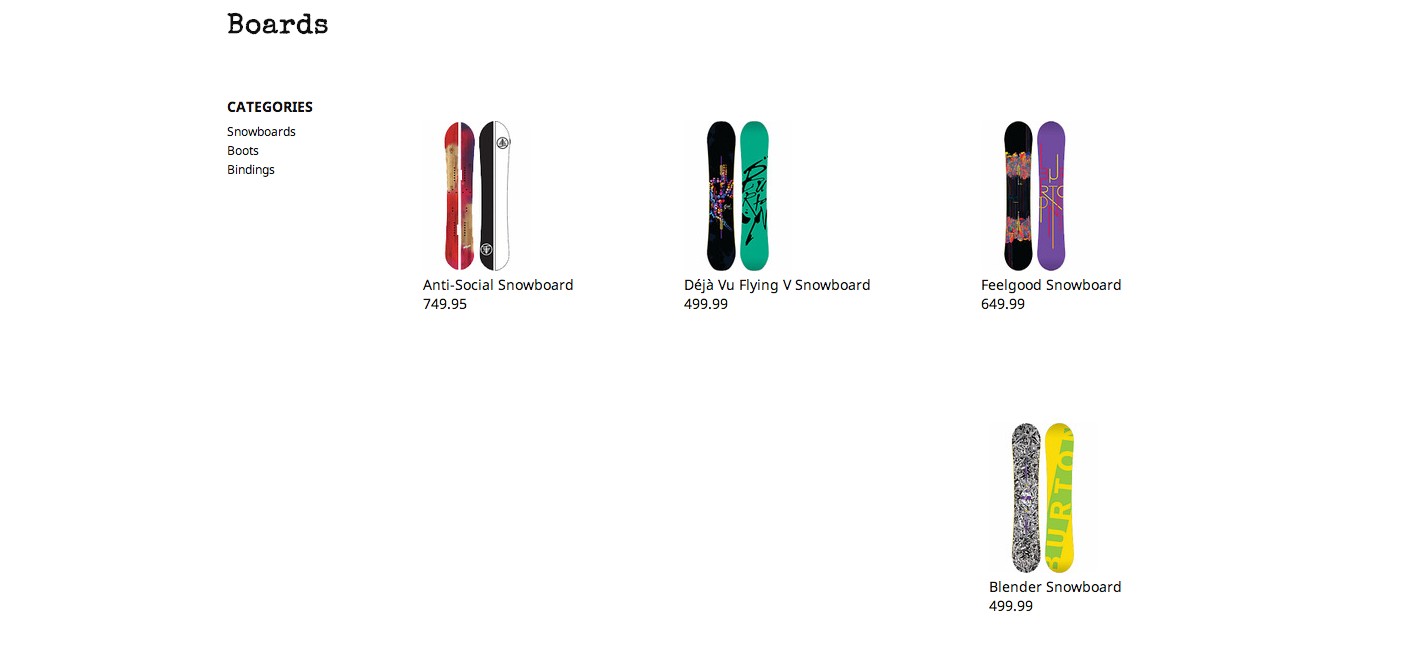 Boards
CATEGORIES
Snowboards
Boots
Bindings
Anti-Social Snowboard
749.95
Déjà Vu Flying V Snowboard
499.99
Feelgood Snowboard
649.99
BURTON
Blender Snowboard
499.99